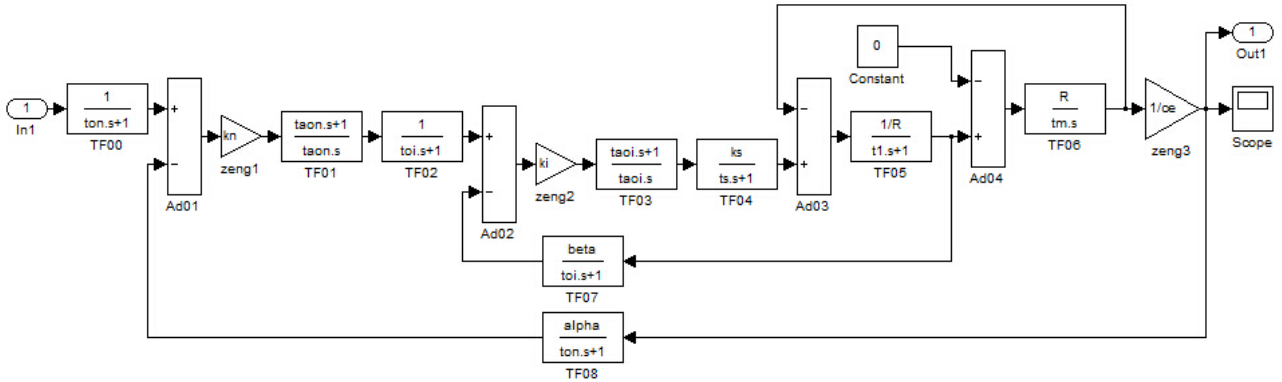 1
In1
1
ton.s+1
TF00
+
−
Ad01
kn
zeng1
taon.s+1
taon.s
TF01
1
toi.s+1
TF02
+
−
Ad02
ki
zeng2
taoi.s+1
taoi.s
TF03
ks
ts.s+1
TF04
−
+
Ad03
1/R
t1.s+1
TF05
0
Constant
−
+
Ad04
R
tm.s
TF06
1/ce
zeng3
1
Out1
Scope
beta
toi.s+1
TF07
alpha
ton.s+1
TF08